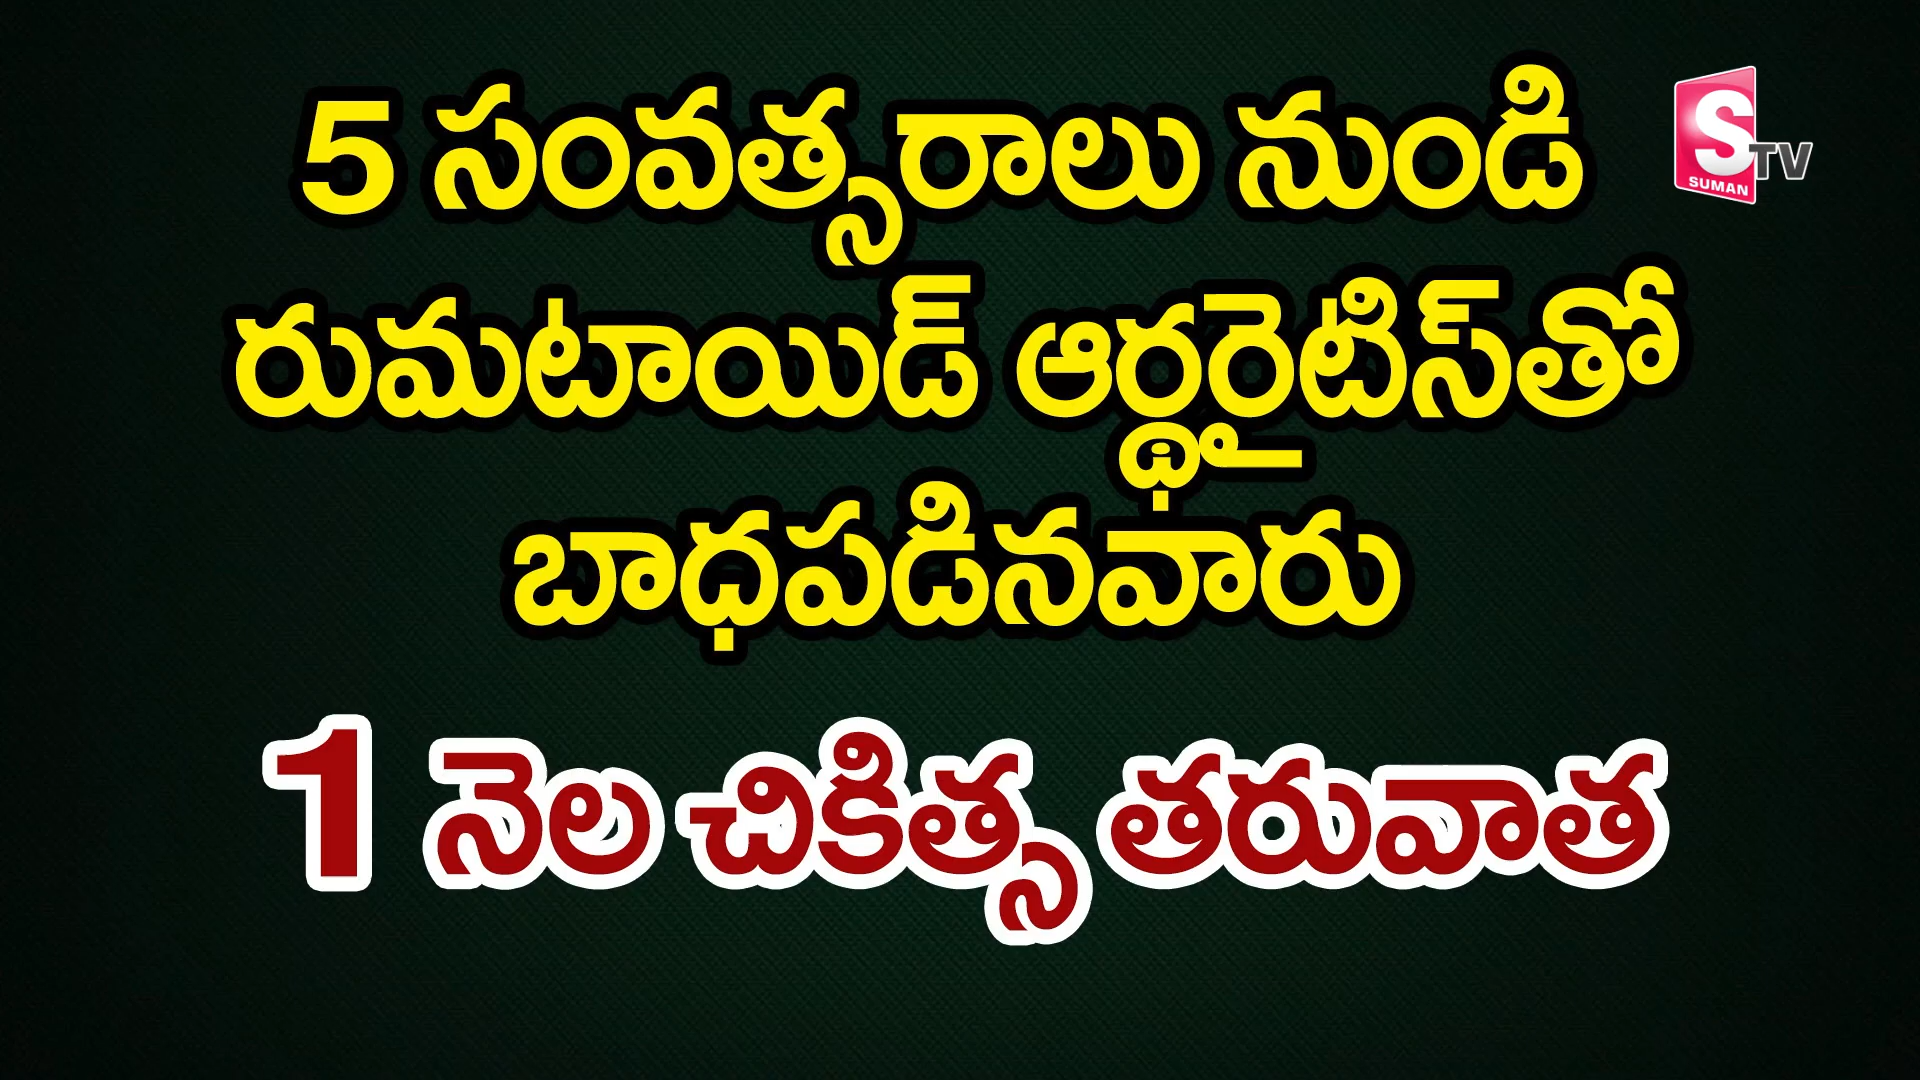 5 సంవత్సరాలు నుండి
రుమటాయిడ్ ఆర్థరైటిస్‌తో
బాధపడినవారు
1 నెల చికిత్స తరువాత
S TV
SUMAN